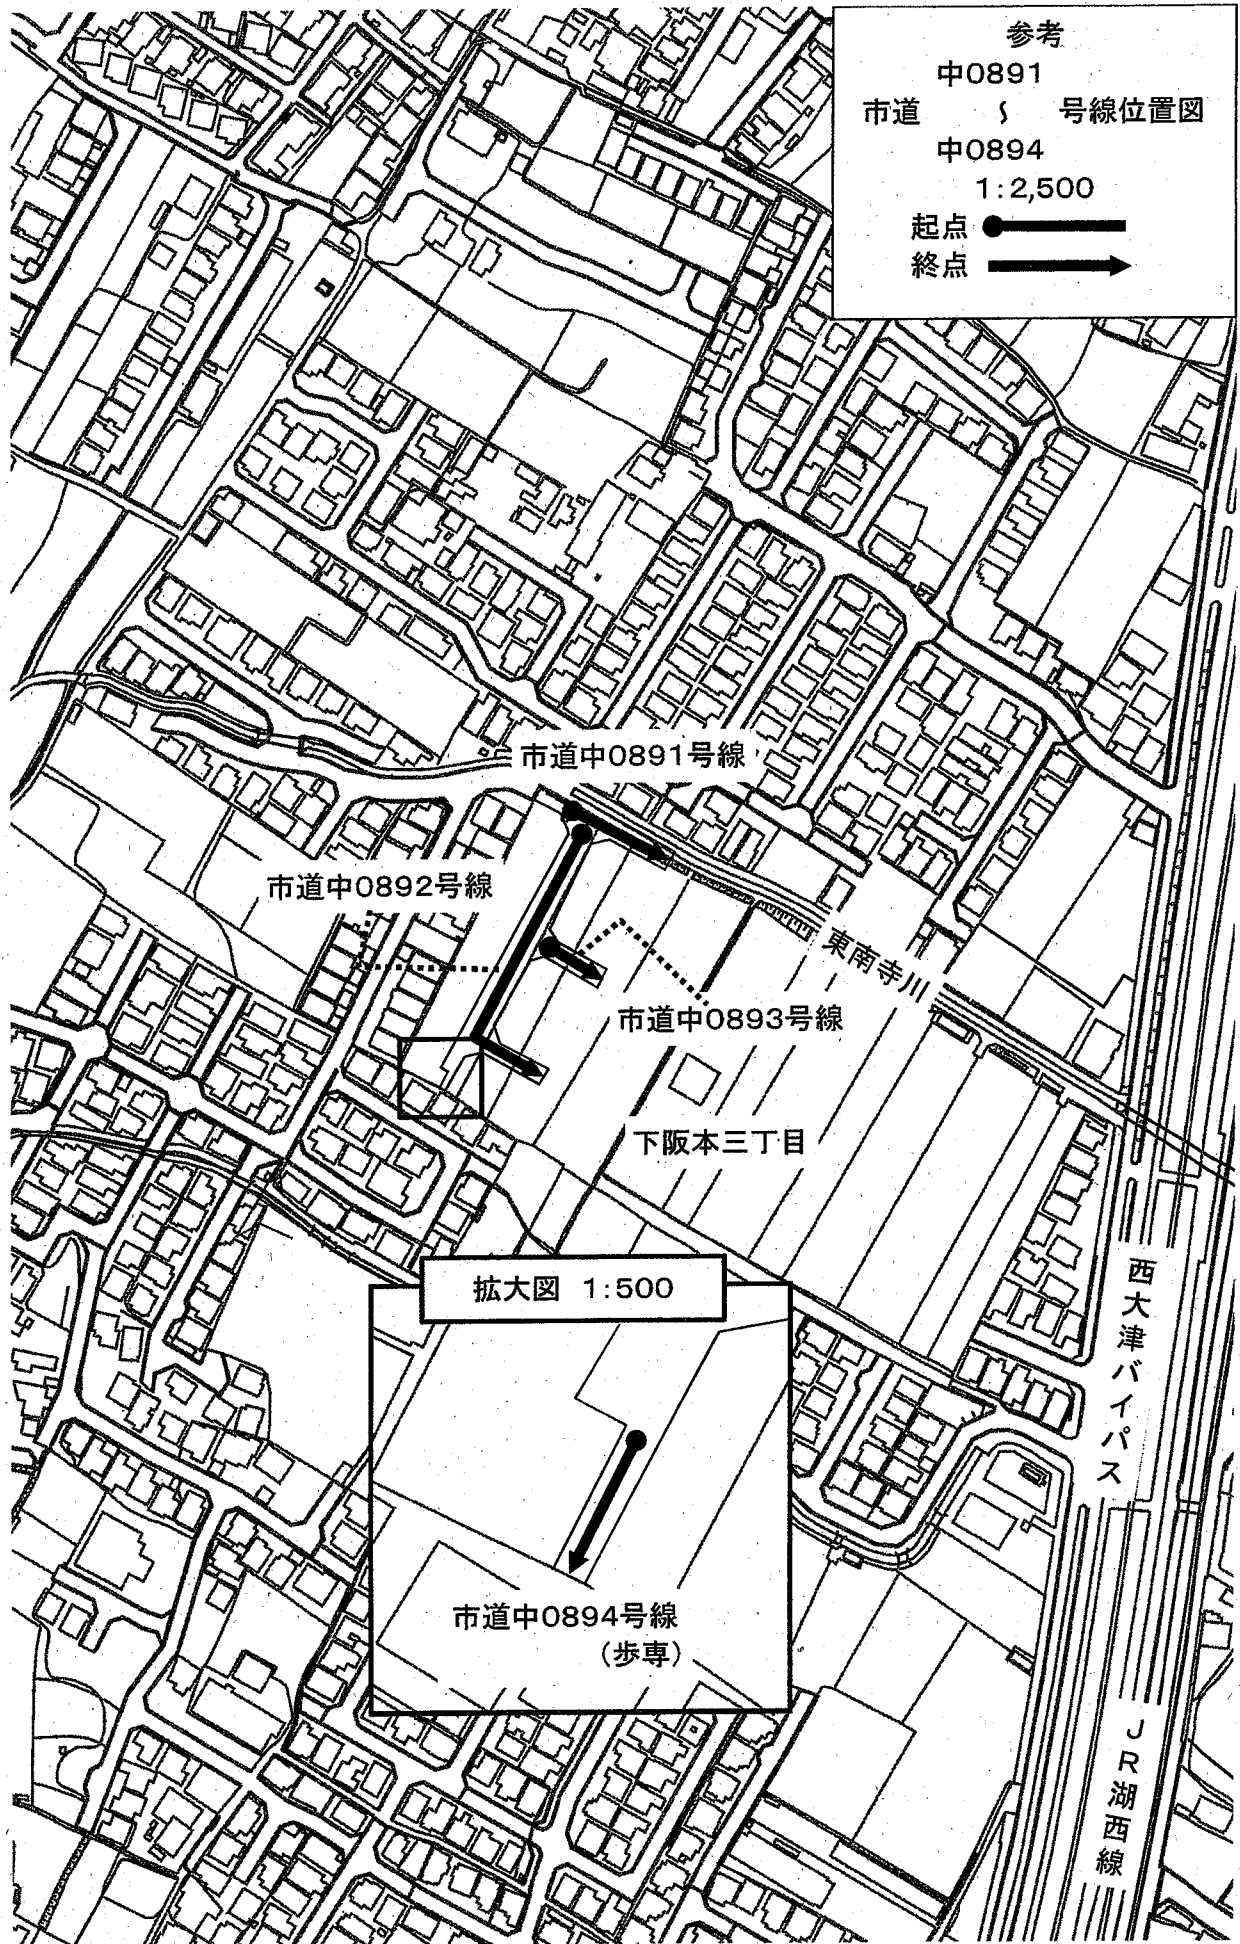 参考
中0891
市道 ~ 号線位置図
中0894
1:2,500
起点
終点
市道中0891号線
市道中0892号線
東南寺川
市道中0893号線
下阪本三丁目
西大津バイパス
拡大図 1:500
市道中0894号線
(歩専)
JR湖西線